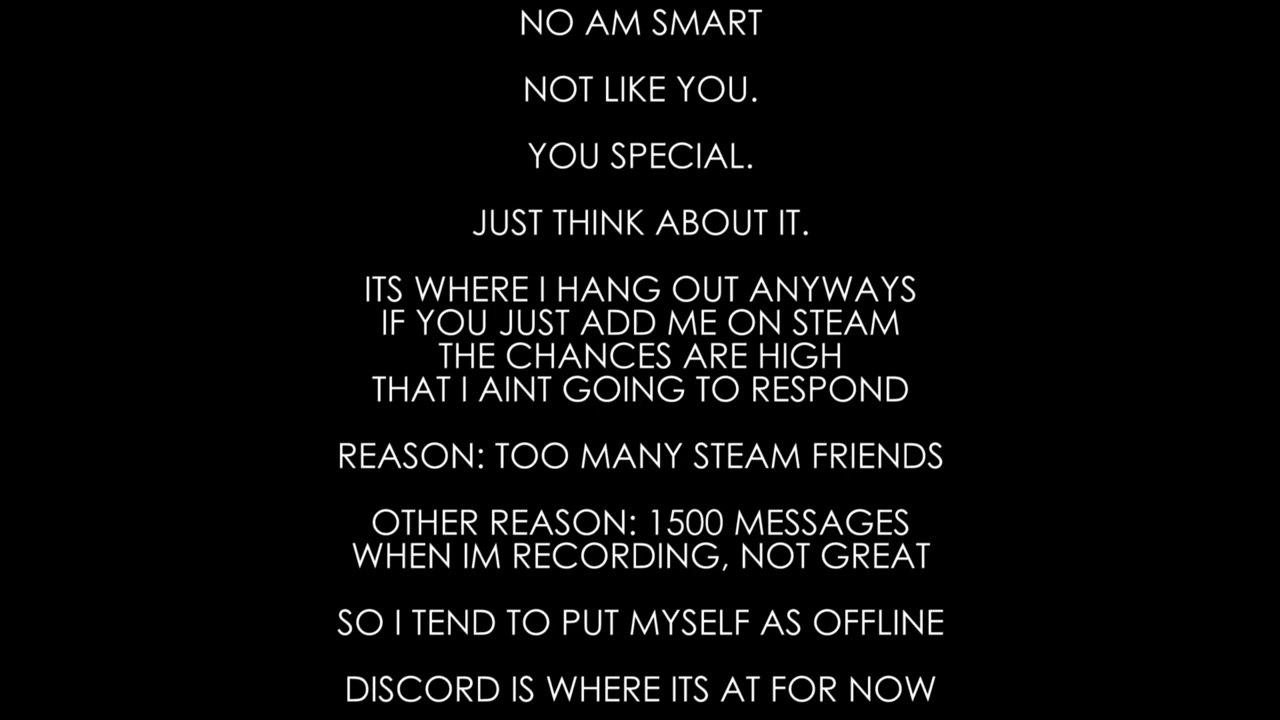 NO AM SMART
NOT LIKE YOU.
YOU SPECIAL.
JUST THINK ABOUT IT.
ITS WHERE I HANG OUT ANYWAYS
IF YOU JUST ADD ME ON STEAM
THE CHANCES ARE HIGH
THAT I AINT GOING TO RESPOND
REASON: TOO MANY STEAM FRIENDS
OTHER REASON: 1500 MESSAGES
WHEN IM RECORDING, NOT GREAT
SO I TEND TO PUT MYSELF AS OFFLINE
DISCORD IS WHERE ITS AT FOR NOW